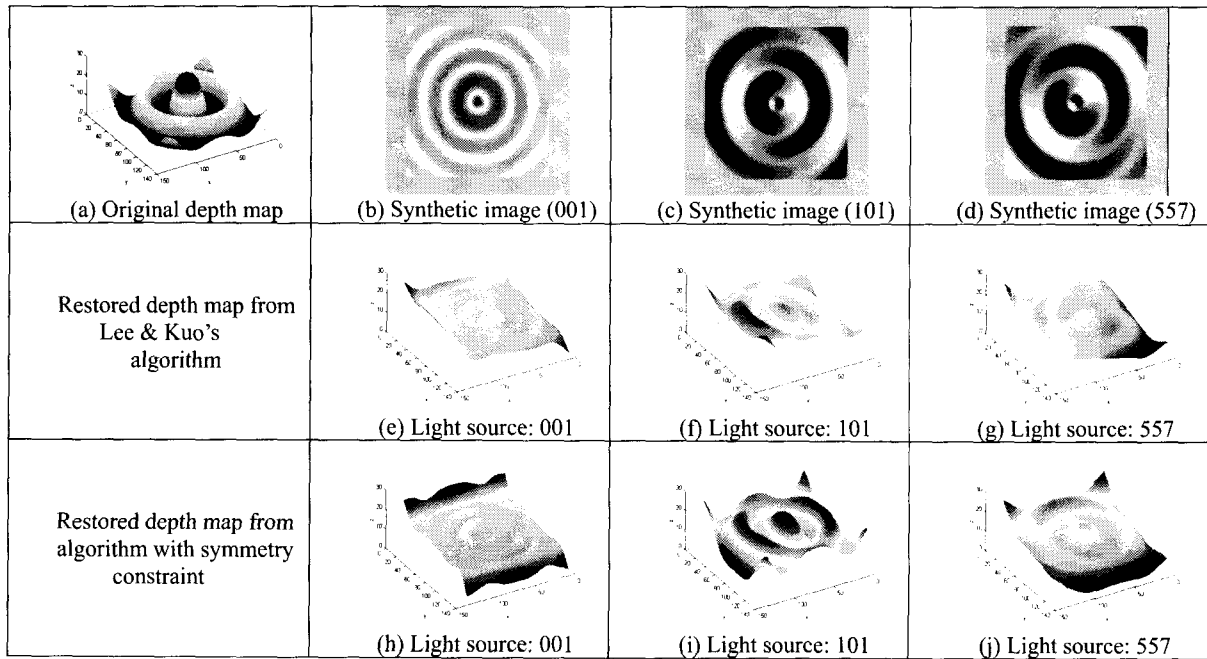 (a) Original depth map
(b) Synthetic image (001)
(c) Synthetic image (101)
(d) Synthetic image (557)
Restored depth map from
Lee & Kuo's
algorithm
(e) Light source: 001
(f) Light source: 101
(g) Light source: 557
Restored depth map from
algorithm with symmetry
constraint
(h) Light source: 001
(i) Light source: 101
(j) Light source: 557